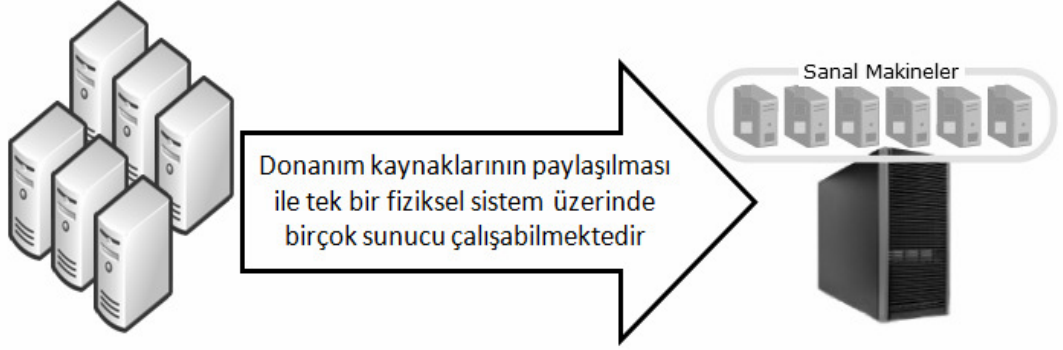 Donanım kaynaklarının paylaşılması
ile tek bir fiziksel sistem üzerinde
birçok sunucu çalışabilmektedir
Sanal Makineler